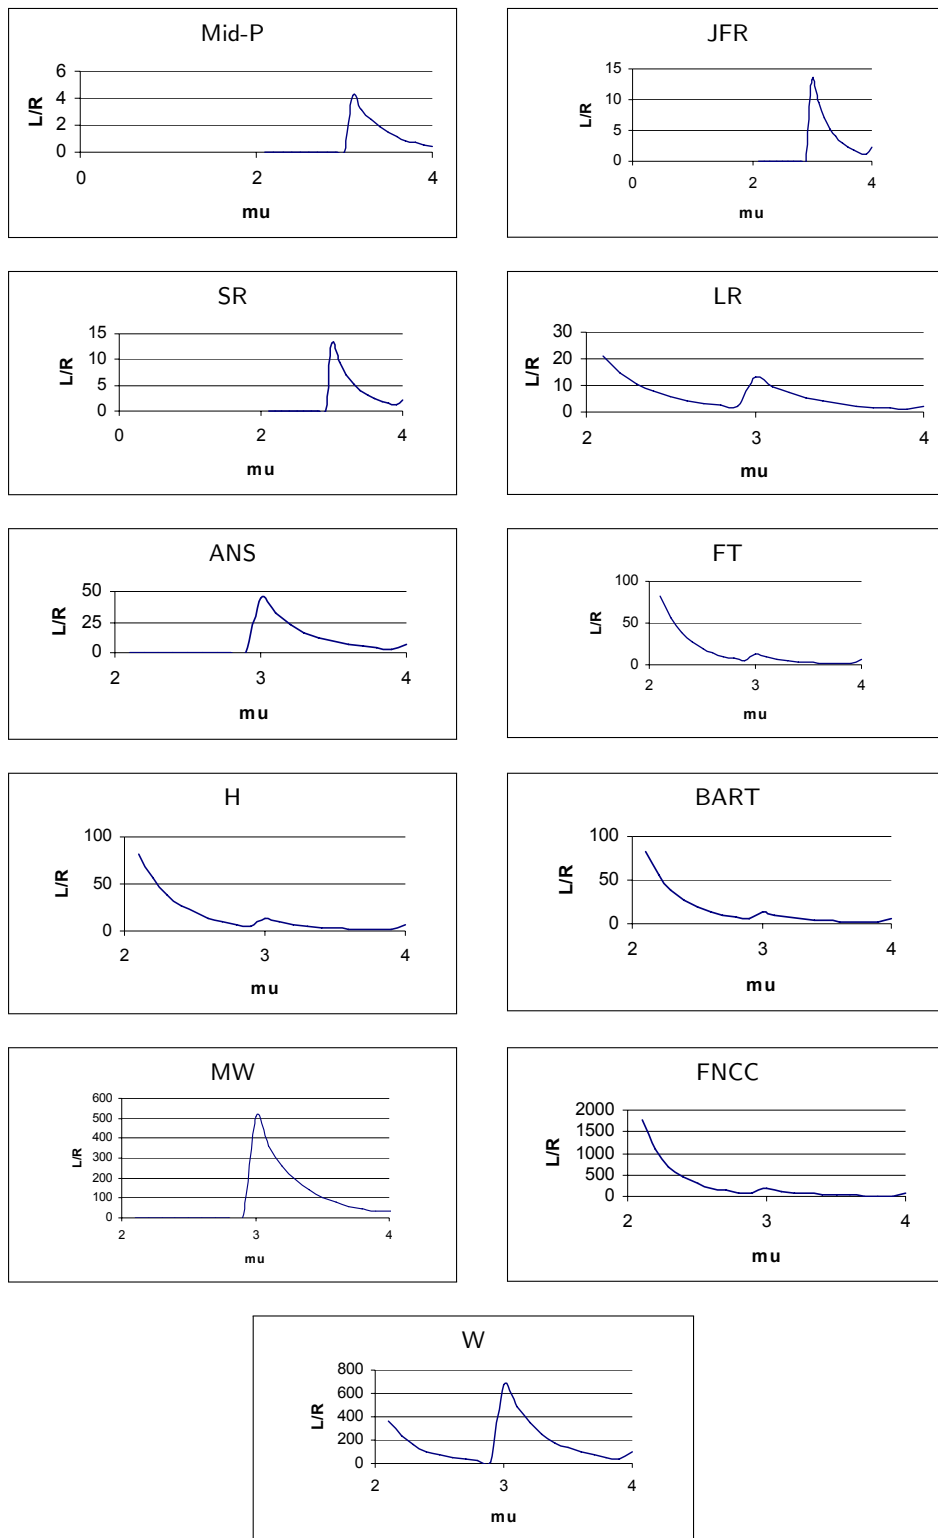 Mid-P
6
4
2
0
L/R
0 2 4
mu
JFR
15
10
5
0
L/R
0 2 4
mu
SR
15
10
5
0
L/R
0 2 4
mu
LR
30
20
10
0
L/R
2 3 4
mu
ANS
50
25
0
L/R
2 3 4
mu
FT
100
50
0
L/R
2 3 4
mu
H
100
50
0
L/R
2 3 4
mu
BART
100
50
0
L/R
2 3 4
mu
MW
600
500
400
300
200
100
0
L/R
2 3 4
mu
FNCC
2000
1500
1000
500
0
L/R
2 3 4
mu
W
800
600
400
200
0
L/R
2 3 4
mu